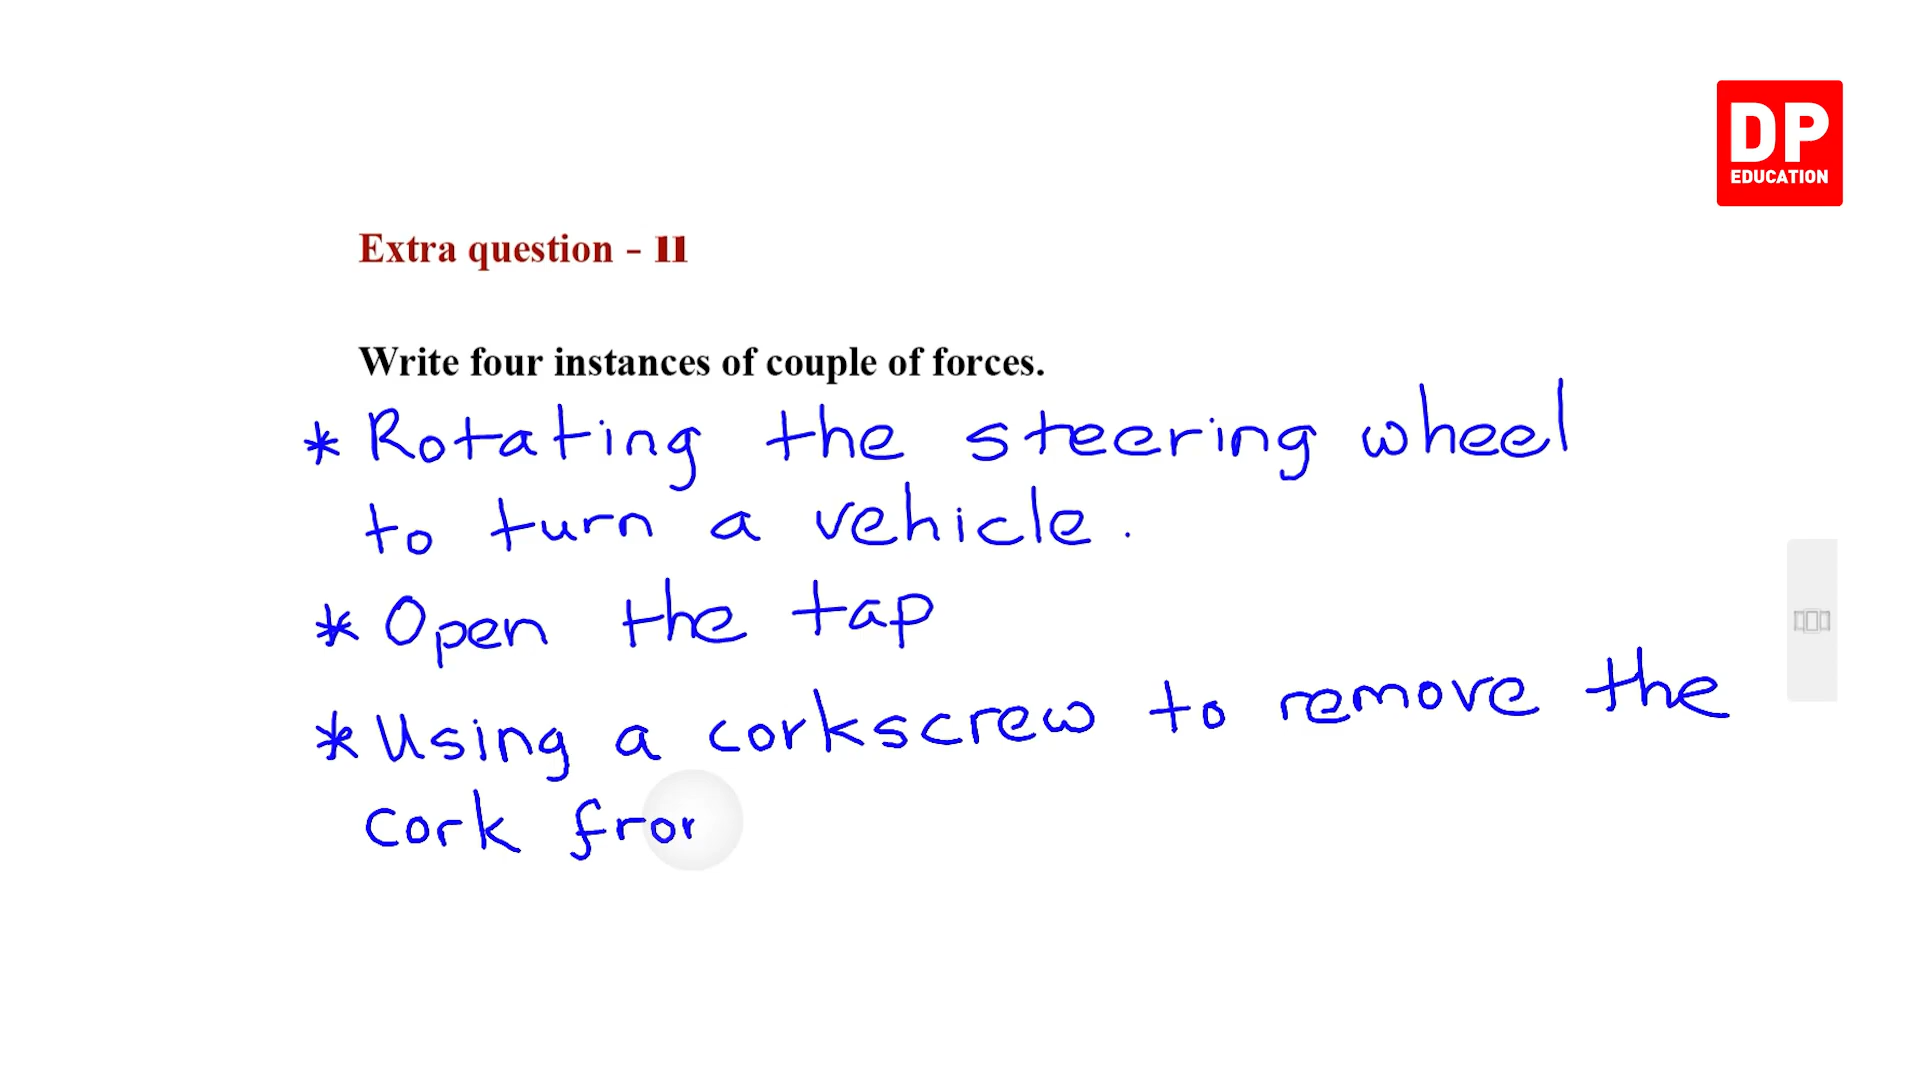 DP
EDUCATION
Extra question - 11
Write four instances of couple of forces.
* Rotating the steering wheel
to turn a vehicle.
* Open the tap
* Using a corkscrew to remove the
cork